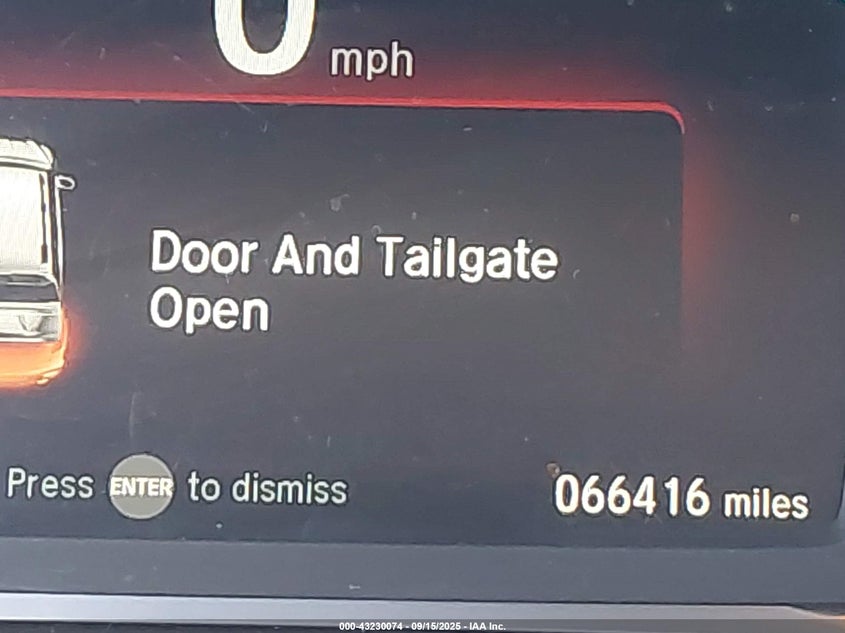 0 mph
Door And Tailgate
Open
Press ENTER to dismiss
066416 miles
000-43230074 - 09/15/2025 - IAA Inc.